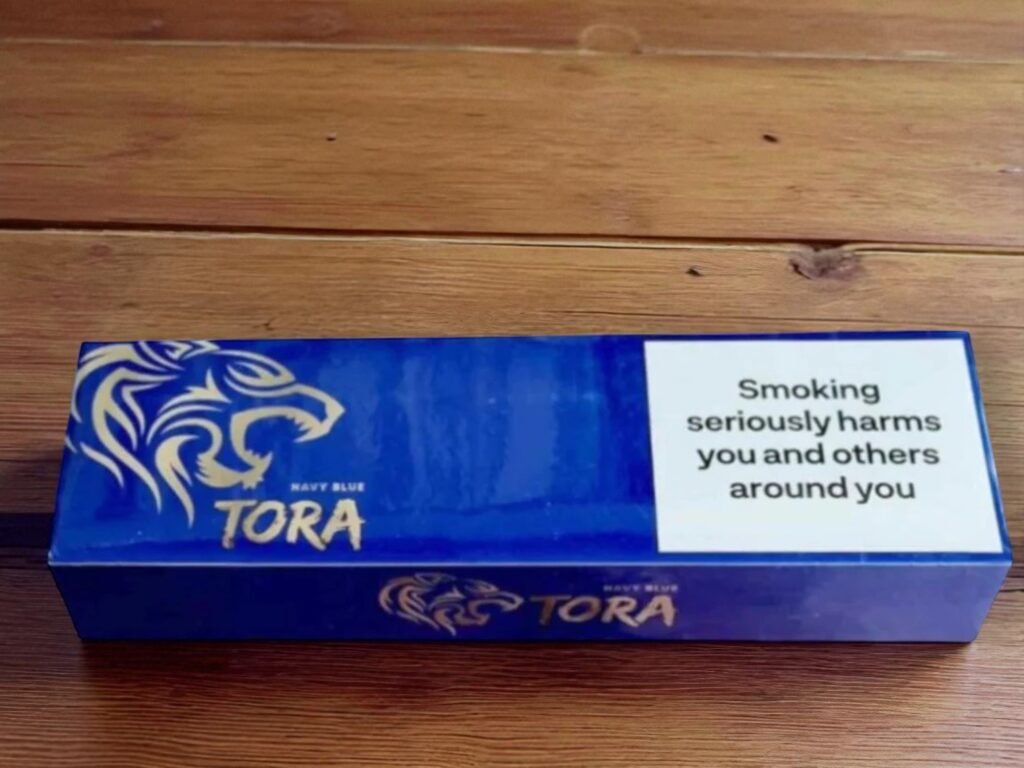 NAVY BLUE
TORA
Smoking
seriously harms
you and others
around you
NAVY BLUE
TORA